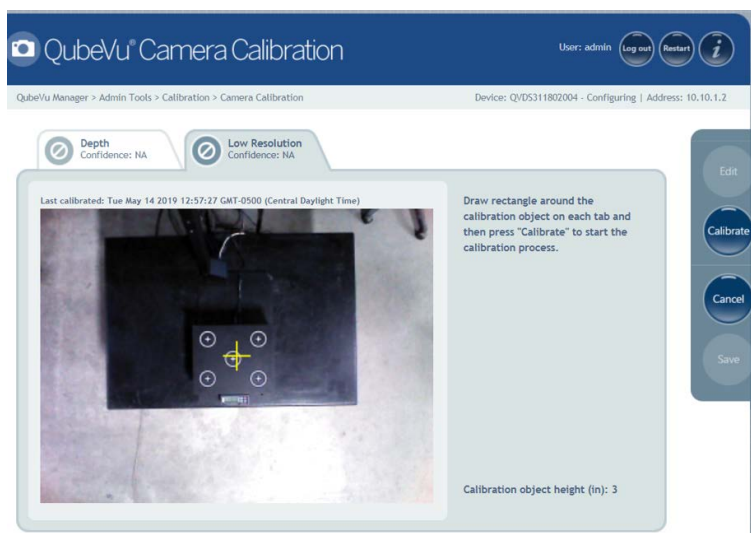 QubeVu® Camera Calibration
User: admin
Log out
Restart
i
QubeVu Manager > Admin Tools > Calibration > Camera Calibration
Device: QVDS311802004 - Configuring | Address: 10.10.1.2
Depth
Confidence: NA
Low Resolution
Confidence: NA
Last calibrated: Tue May 14 2019 12:57:27 GMT-0500 (Central Daylight Time)
Draw rectangle around the
calibration object on each tab and
then press "Calibrate" to start the
calibration process.
Calibration object height (in): 3
Edit
Calibrate
Cancel
Save